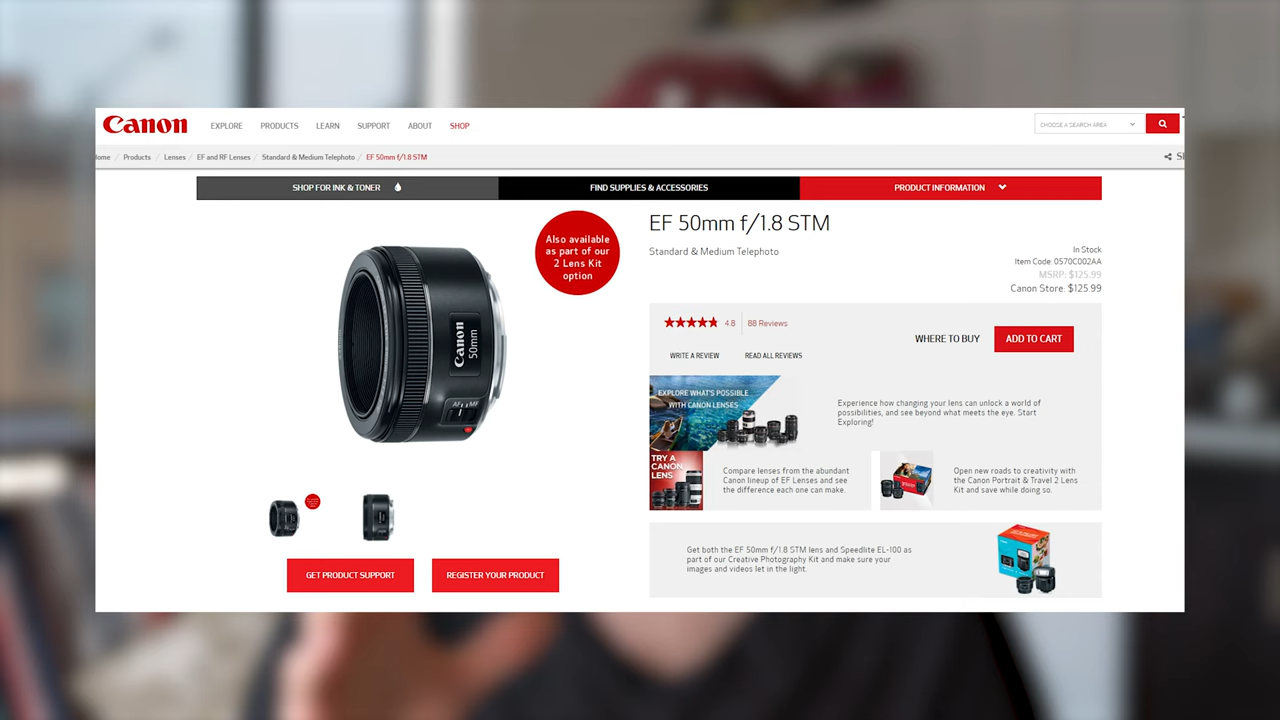 Canon
EXPLORE
PRODUCTS
LEARN
SUPPORT
ABOUT
SHOP
CHOOSE A SEARCH AREA
ome / Products / Lenses / EF and RF Lenses / Standard & Medium Telephoto / EF 50mm f/1.8 STM
SHOP FOR INK & TONER
FIND SUPPLIES & ACCESSORIES
PRODUCT INFORMATION
Also available
as part of our
2 Lens Kit
option
Canon
50mm
AF MF
GET PRODUCT SUPPORT
REGISTER YOUR PRODUCT
EF 50mm f/1.8 STM
Standard & Medium Telephoto
In Stock
Item Code: 0570C002AA
MSRP: $125.99
Canon Store: $125.99
4.8
88 Reviews
WRITE A REVIEW
READ ALL REVIEWS
WHERE TO BUY
ADD TO CART
EXPLORE WHAT'S POSSIBLE
WITH CANON LENSES
Experience how changing your lens can unlock a world of
possibilities, and see beyond what meets the eye. Start
Exploring!
TRY A
CANON
LENS
Compare lenses from the abundant
Canon lineup of EF Lenses and see
the difference each one can make.
Open new roads to creativity with
the Canon Portrait & Travel 2 Lens
Kit and save while doing so.
Get both the EF 50mm f/1.8 STM lens and Speedlite EL-100 as
part of our Creative Photography Kit and make sure your
images and videos let in the light.